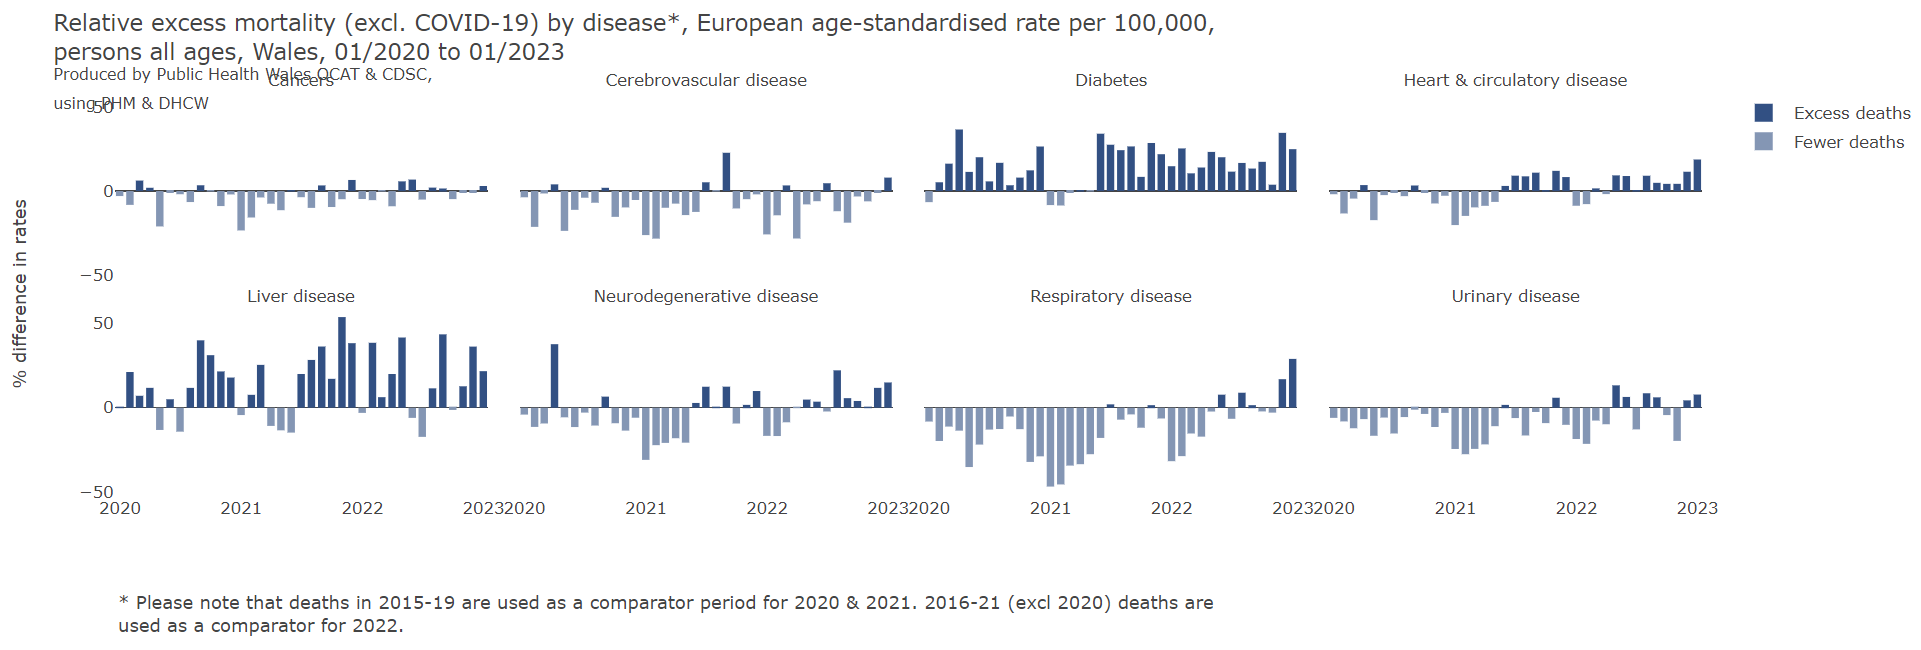 Relative excess mortality (excl. COVID-19) by disease*, European age-standardised rate per 100,000,
persons all ages, Wales, 01/2020 to 01/2023
Produced by Public Health Wales OCAT & CDSC,
using PHM & DHCW
Cancers
Cerebrovascular disease
Diabetes
Heart & circulatory disease
Excess deaths
Fewer deaths
% difference in rates
50
0
−50
Liver disease
Neurodegenerative disease
Respiratory disease
Urinary disease
50
0
−50
2020 2021 2022 2023
2020 2021 2022 2023
2020 2021 2022 2023
2020 2021 2022 2023
* Please note that deaths in 2015-19 are used as a comparator period for 2020 & 2021. 2016-21 (excl 2020) deaths are
used as a comparator for 2022.